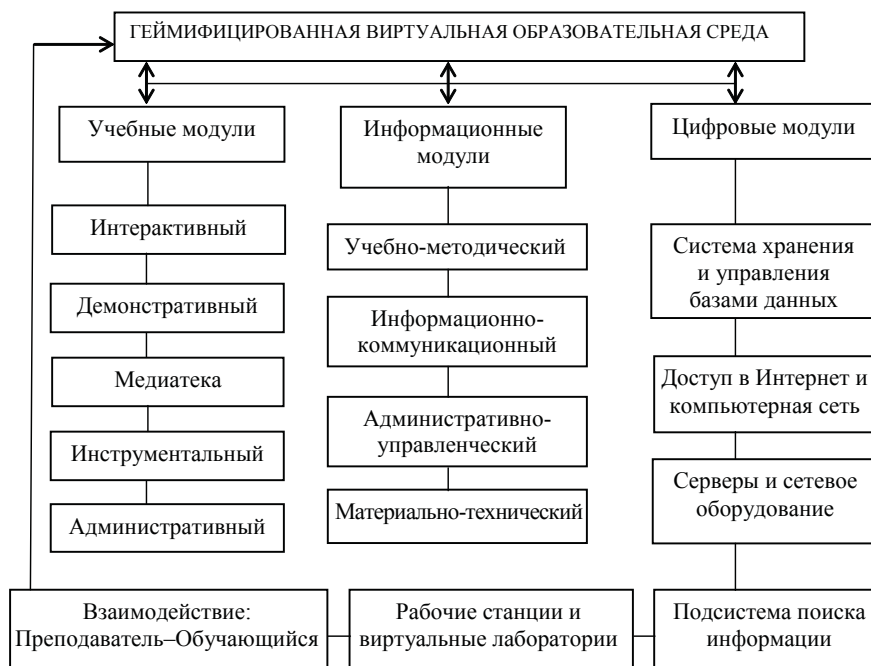 ГЕЙМИФИЦИРОВАННАЯ ВИРТУАЛЬНАЯ ОБРАЗОВАТЕЛЬНАЯ СРЕДА
Учебные модули
Интерактивный
Демонстративный
Медиатека
Инструментальный
Административный
Информационные
модули
Учебно-методический
Информационно-
коммуникационный
Административно-
управленческий
Материально-технический
Цифровые модули
Система хранения
и управления
базами данных
Доступ в Интернет и
компьютерная сеть
Серверы и сетевое
оборудование
Подсистема поиска
информации
Рабочие станции и
виртуальные лаборатории
Взаимодействие:
Преподаватель–Обучающийся